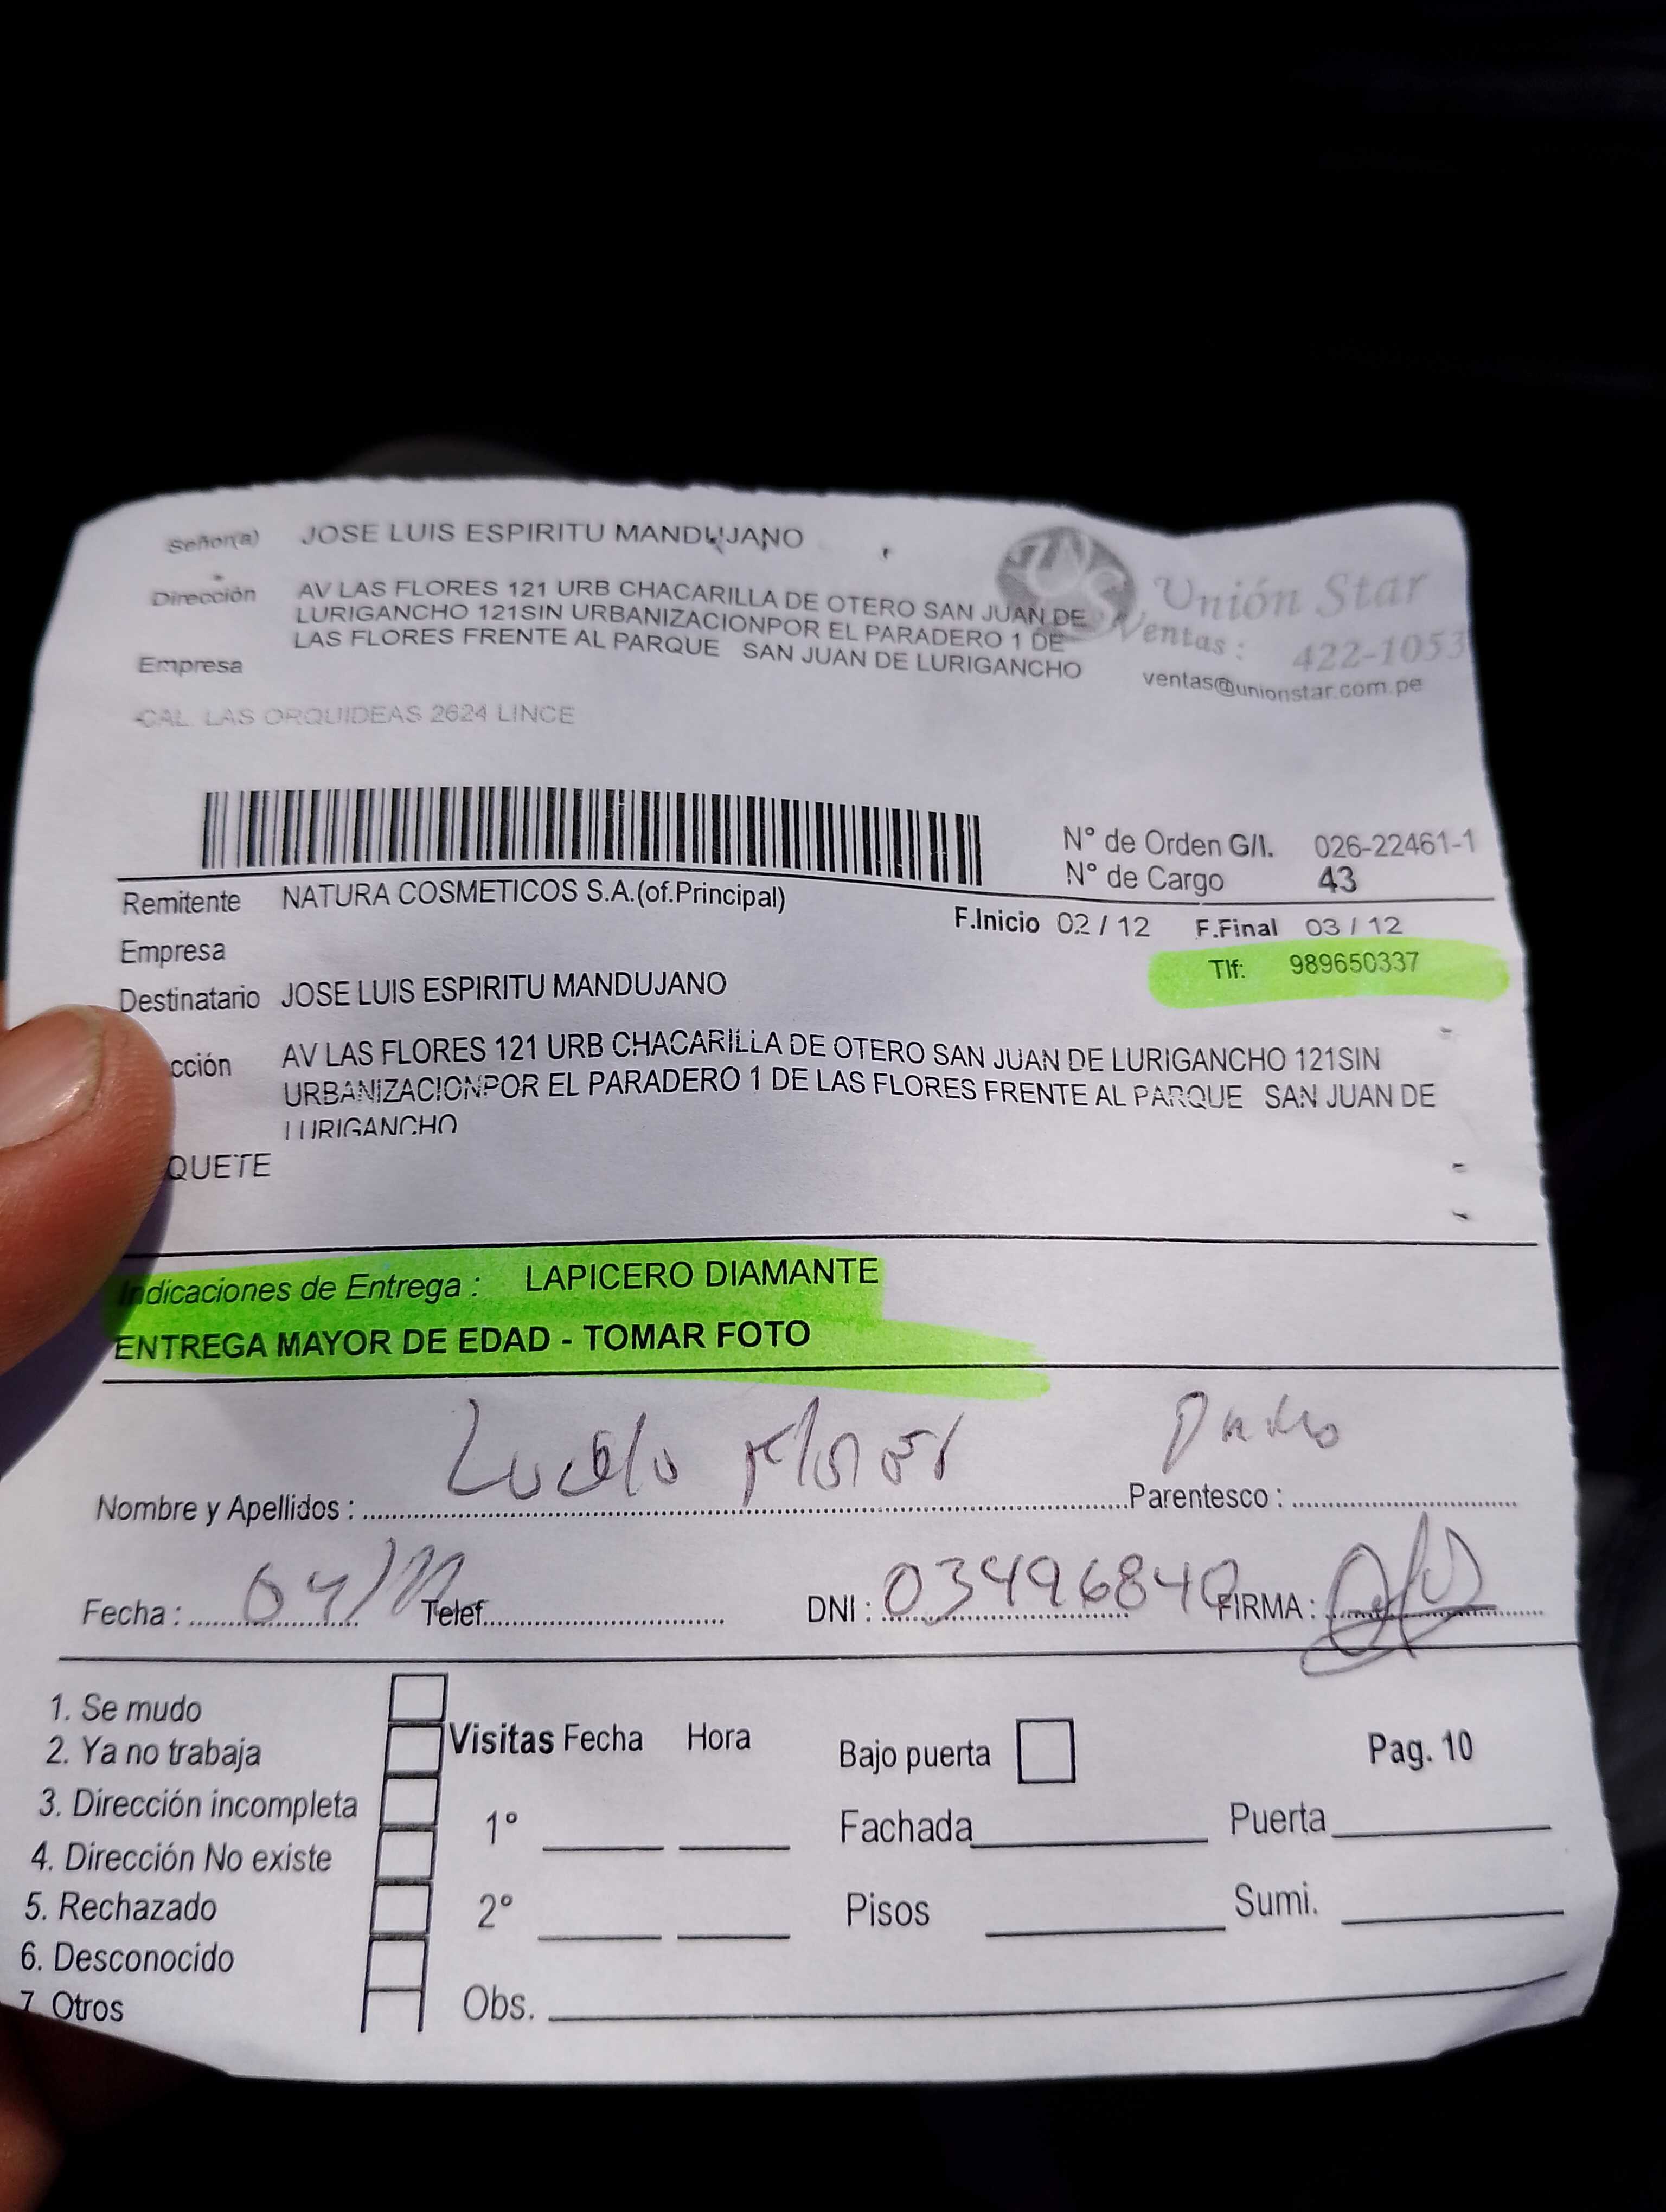 Señor(a) JOSE LUIS ESPIRITU MANDUJANO
Unión Star
Dirección AV LAS FLORES 121 URB CHACARILLA DE OTERO SAN JUAN DE
LURIGANCHO 121SIN URBANIZACIONPOR EL PARADERO 1 DE
LAS FLORES FRENTE AL PARQUE SAN JUAN DE LURIGANCHO
Ventas : 422-1053
ventas@unionstar.com.pe
Empresa
CAL. LAS ORQUIDEAS 2624 LINCE
N° de Orden G/I. 026-22461-1
N° de Cargo 43
Remitente NATURA COSMETICOS S.A.(of.Principal)
F.Inicio 02 / 12 F.Final 03 / 12
Empresa
Tlf: 989650337
Destinatario JOSE LUIS ESPIRITU MANDUJANO
cción AV LAS FLORES 121 URB CHACARILLA DE OTERO SAN JUAN DE LURIGANCHO 121SIN
URBANIZACIONPOR EL PARADERO 1 DE LAS FLORES FRENTE AL PARQUE SAN JUAN DE
LURIGANCHO
QUETE
Indicaciones de Entrega : LAPICERO DIAMANTE
ENTREGA MAYOR DE EDAD - TOMAR FOTO
Nombre y Apellidos : Flores Parentesco :
Fecha : 04/12 Telef. DNI : 03496840 FIRMA :
1. Se mudo
2. Ya no trabaja
3. Dirección incompleta
4. Dirección No existe
5. Rechazado
6. Desconocido
7. Otros
Visitas Fecha Hora
1°
2°
Obs.
Bajo puerta
Pag. 10
Fachada Puerta
Pisos Sumi.